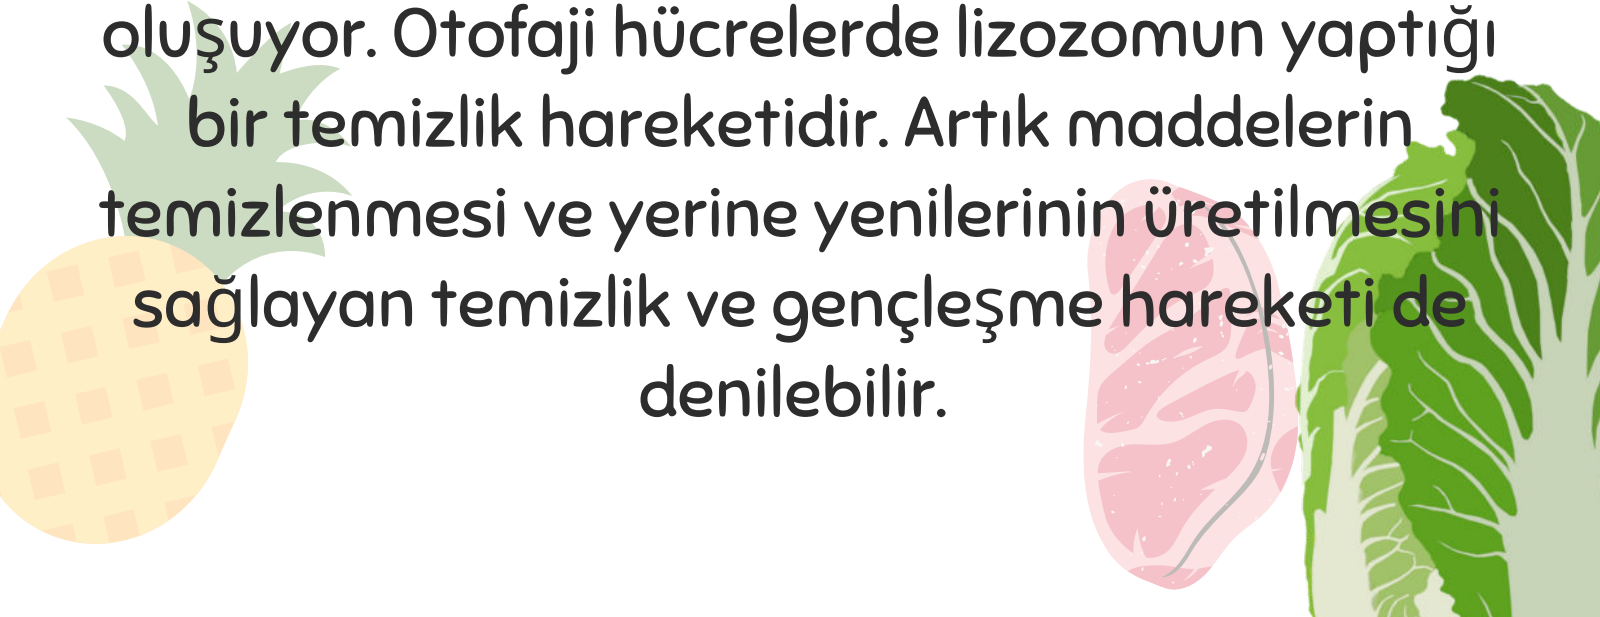 oluşuyor. Otofaji hücrelerde lizozomun yaptığı
bir temizlik hareketidir. Artık maddelerin
temizlenmesi ve yerine yenilerinin üretilmesini
sağlayan temizlik ve gençleşme hareketi de
denilebilir.